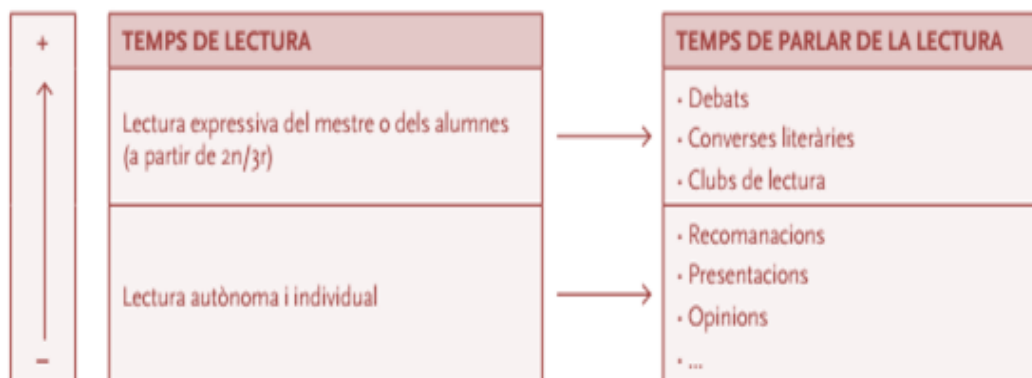 +
TEMPS DE LECTURA
TEMPS DE PARLAR DE LA LECTURA
Lectura expressiva del mestre o dels alumnes
(a partir de 2n/3r)
• Debats
• Converses literàries
• Clubs de lectura
Lectura autònoma i individual
• Recomanacions
• Presentacions
• Opinions
• ...
–